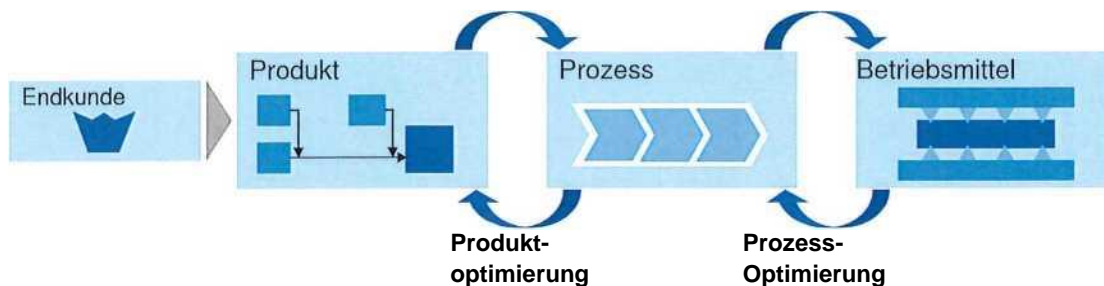 Endkunde
Produkt
Prozess
Betriebsmittel
Produkt-
optimierung
Prozess-
Optimierung